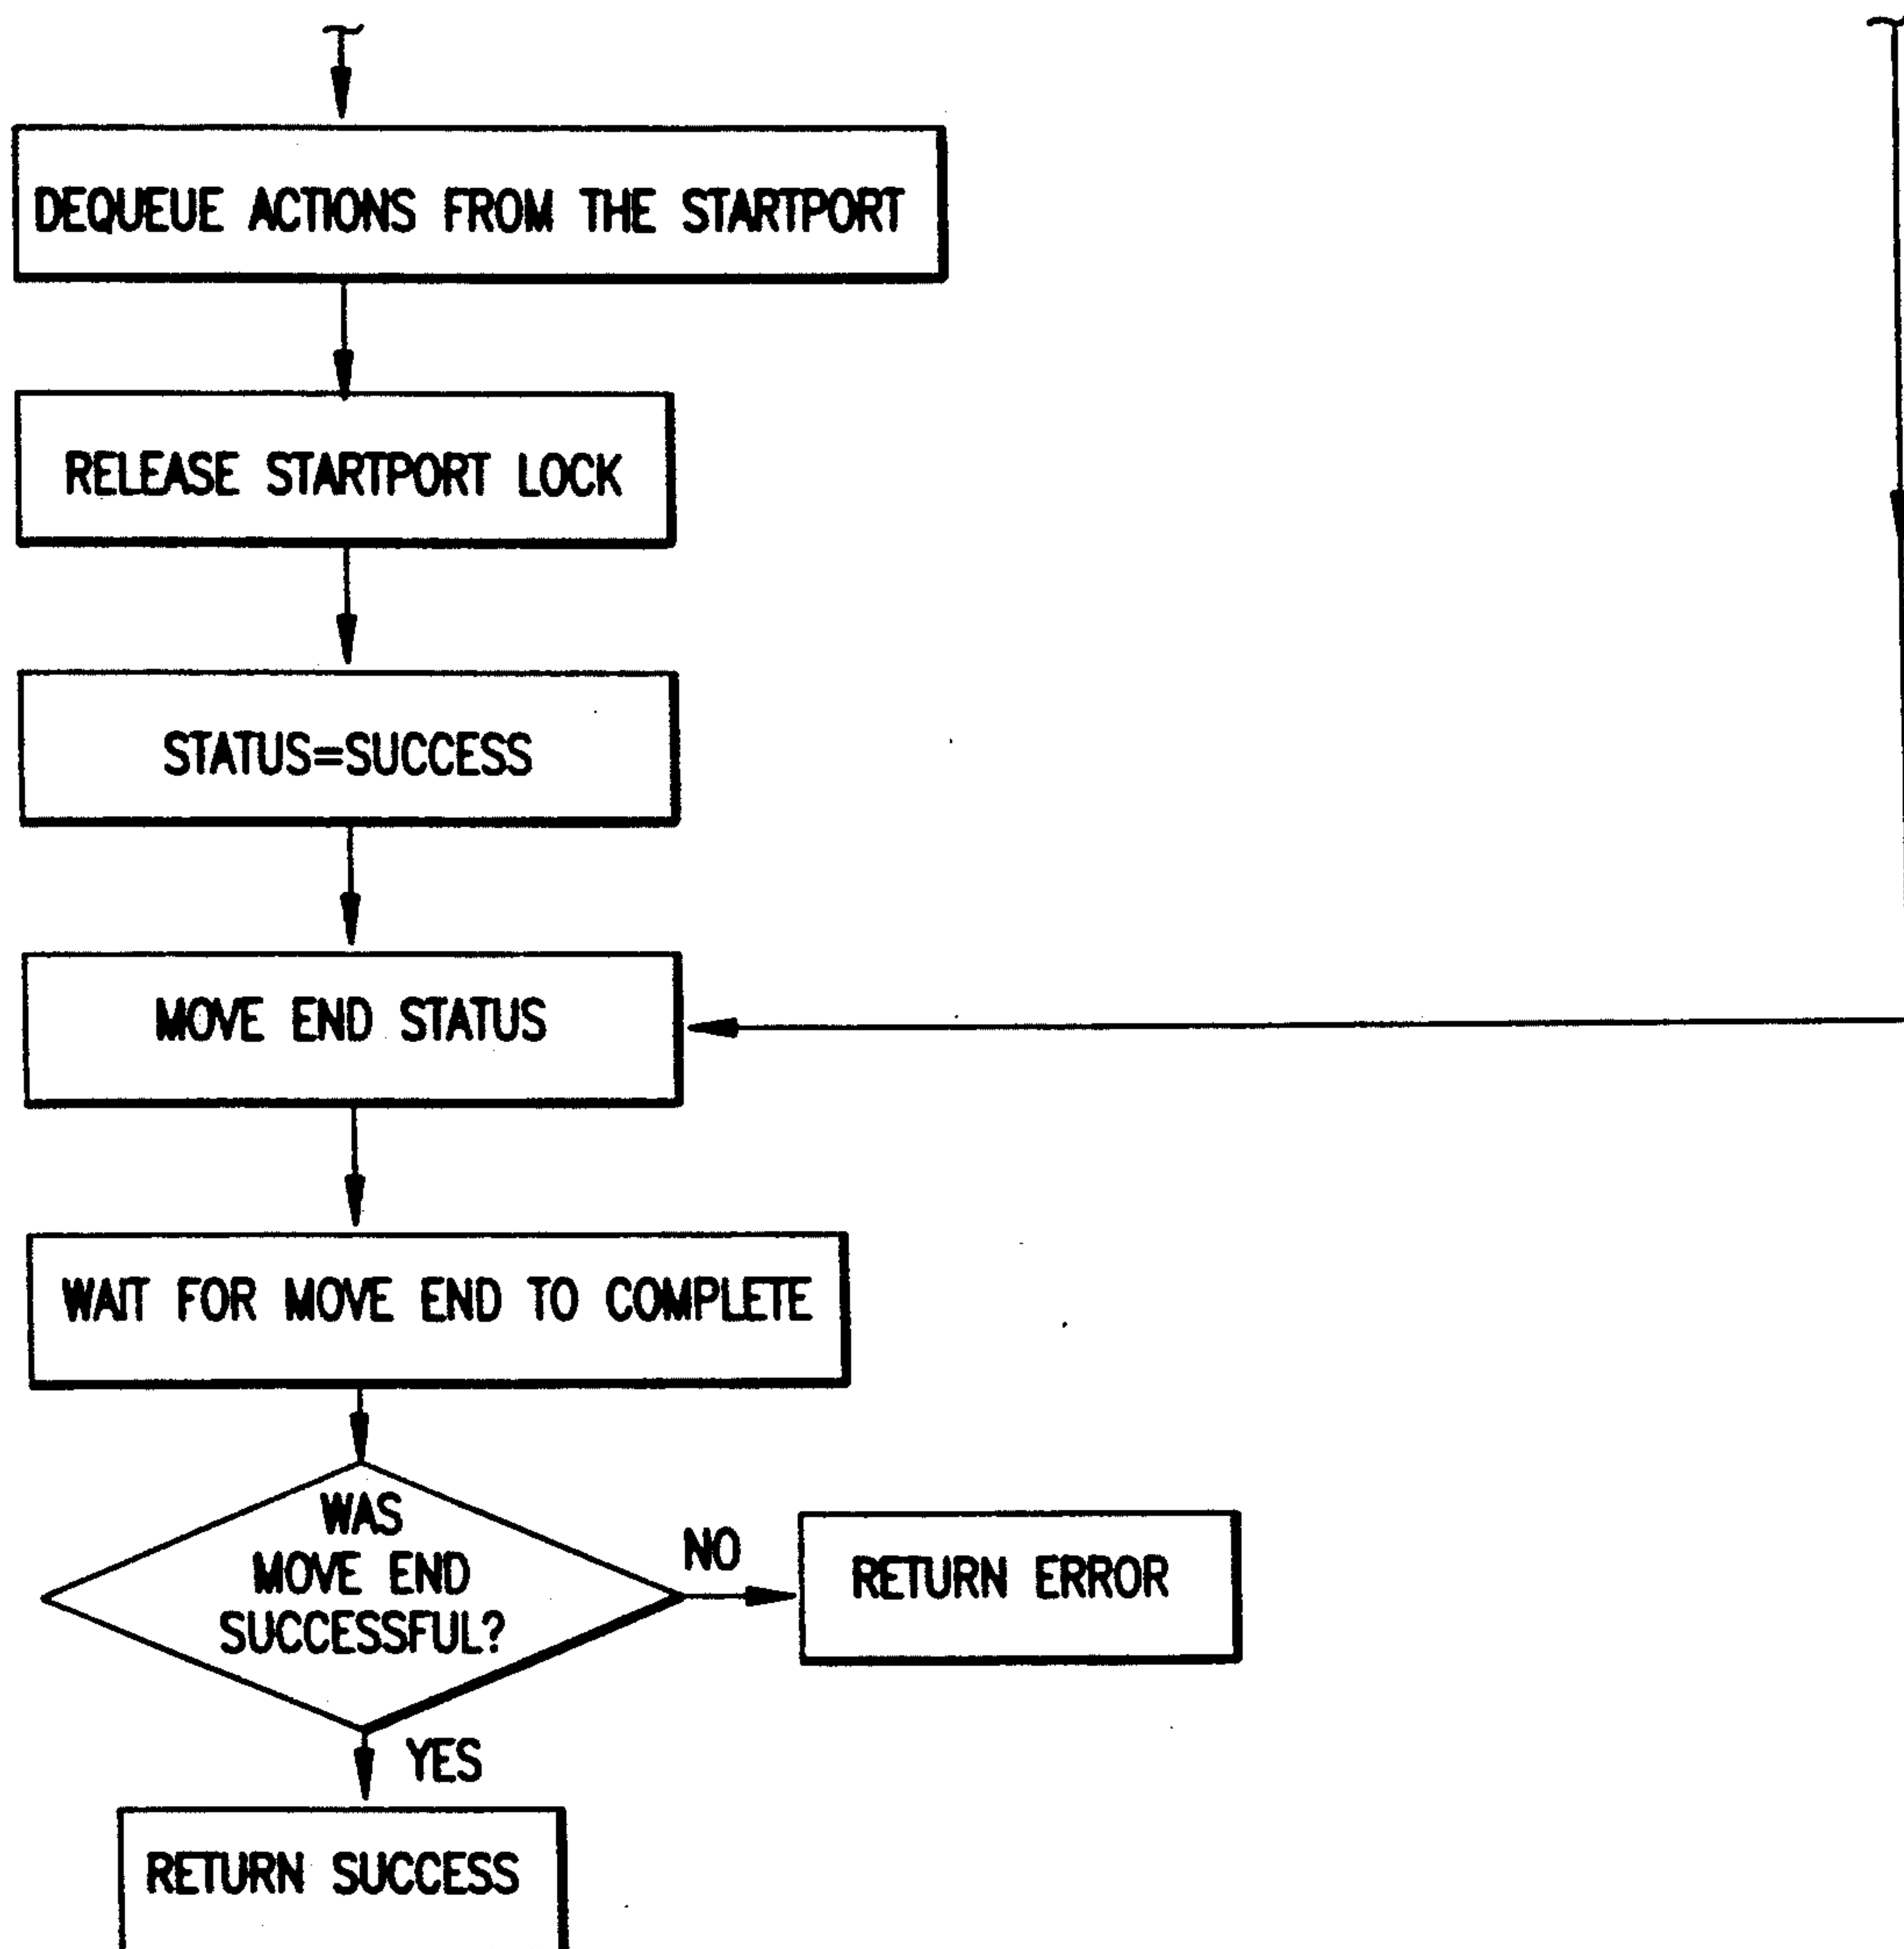 DEQUEUE ACTIONS FROM THE STARTPORT
RELEASE STARTPORT LOCK
STATUS=SUCCESS
MOVE END STATUS
WAIT FOR MOVE END TO COMPLETE
WAS
MOVE END
SUCCESSFUL?
NO
RETURN ERROR
YES
RETURN SUCCESS